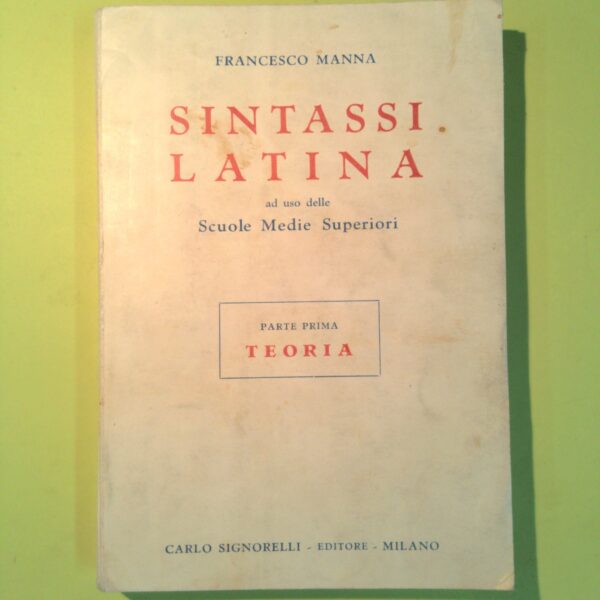 FRANCESCO MANNA
SINTASSI
LATINA
ad uso delle
Scuole Medie Superiori
PARTE PRIMA
TEORIA
CARLO SIGNORELLI - EDITORE - MILANO